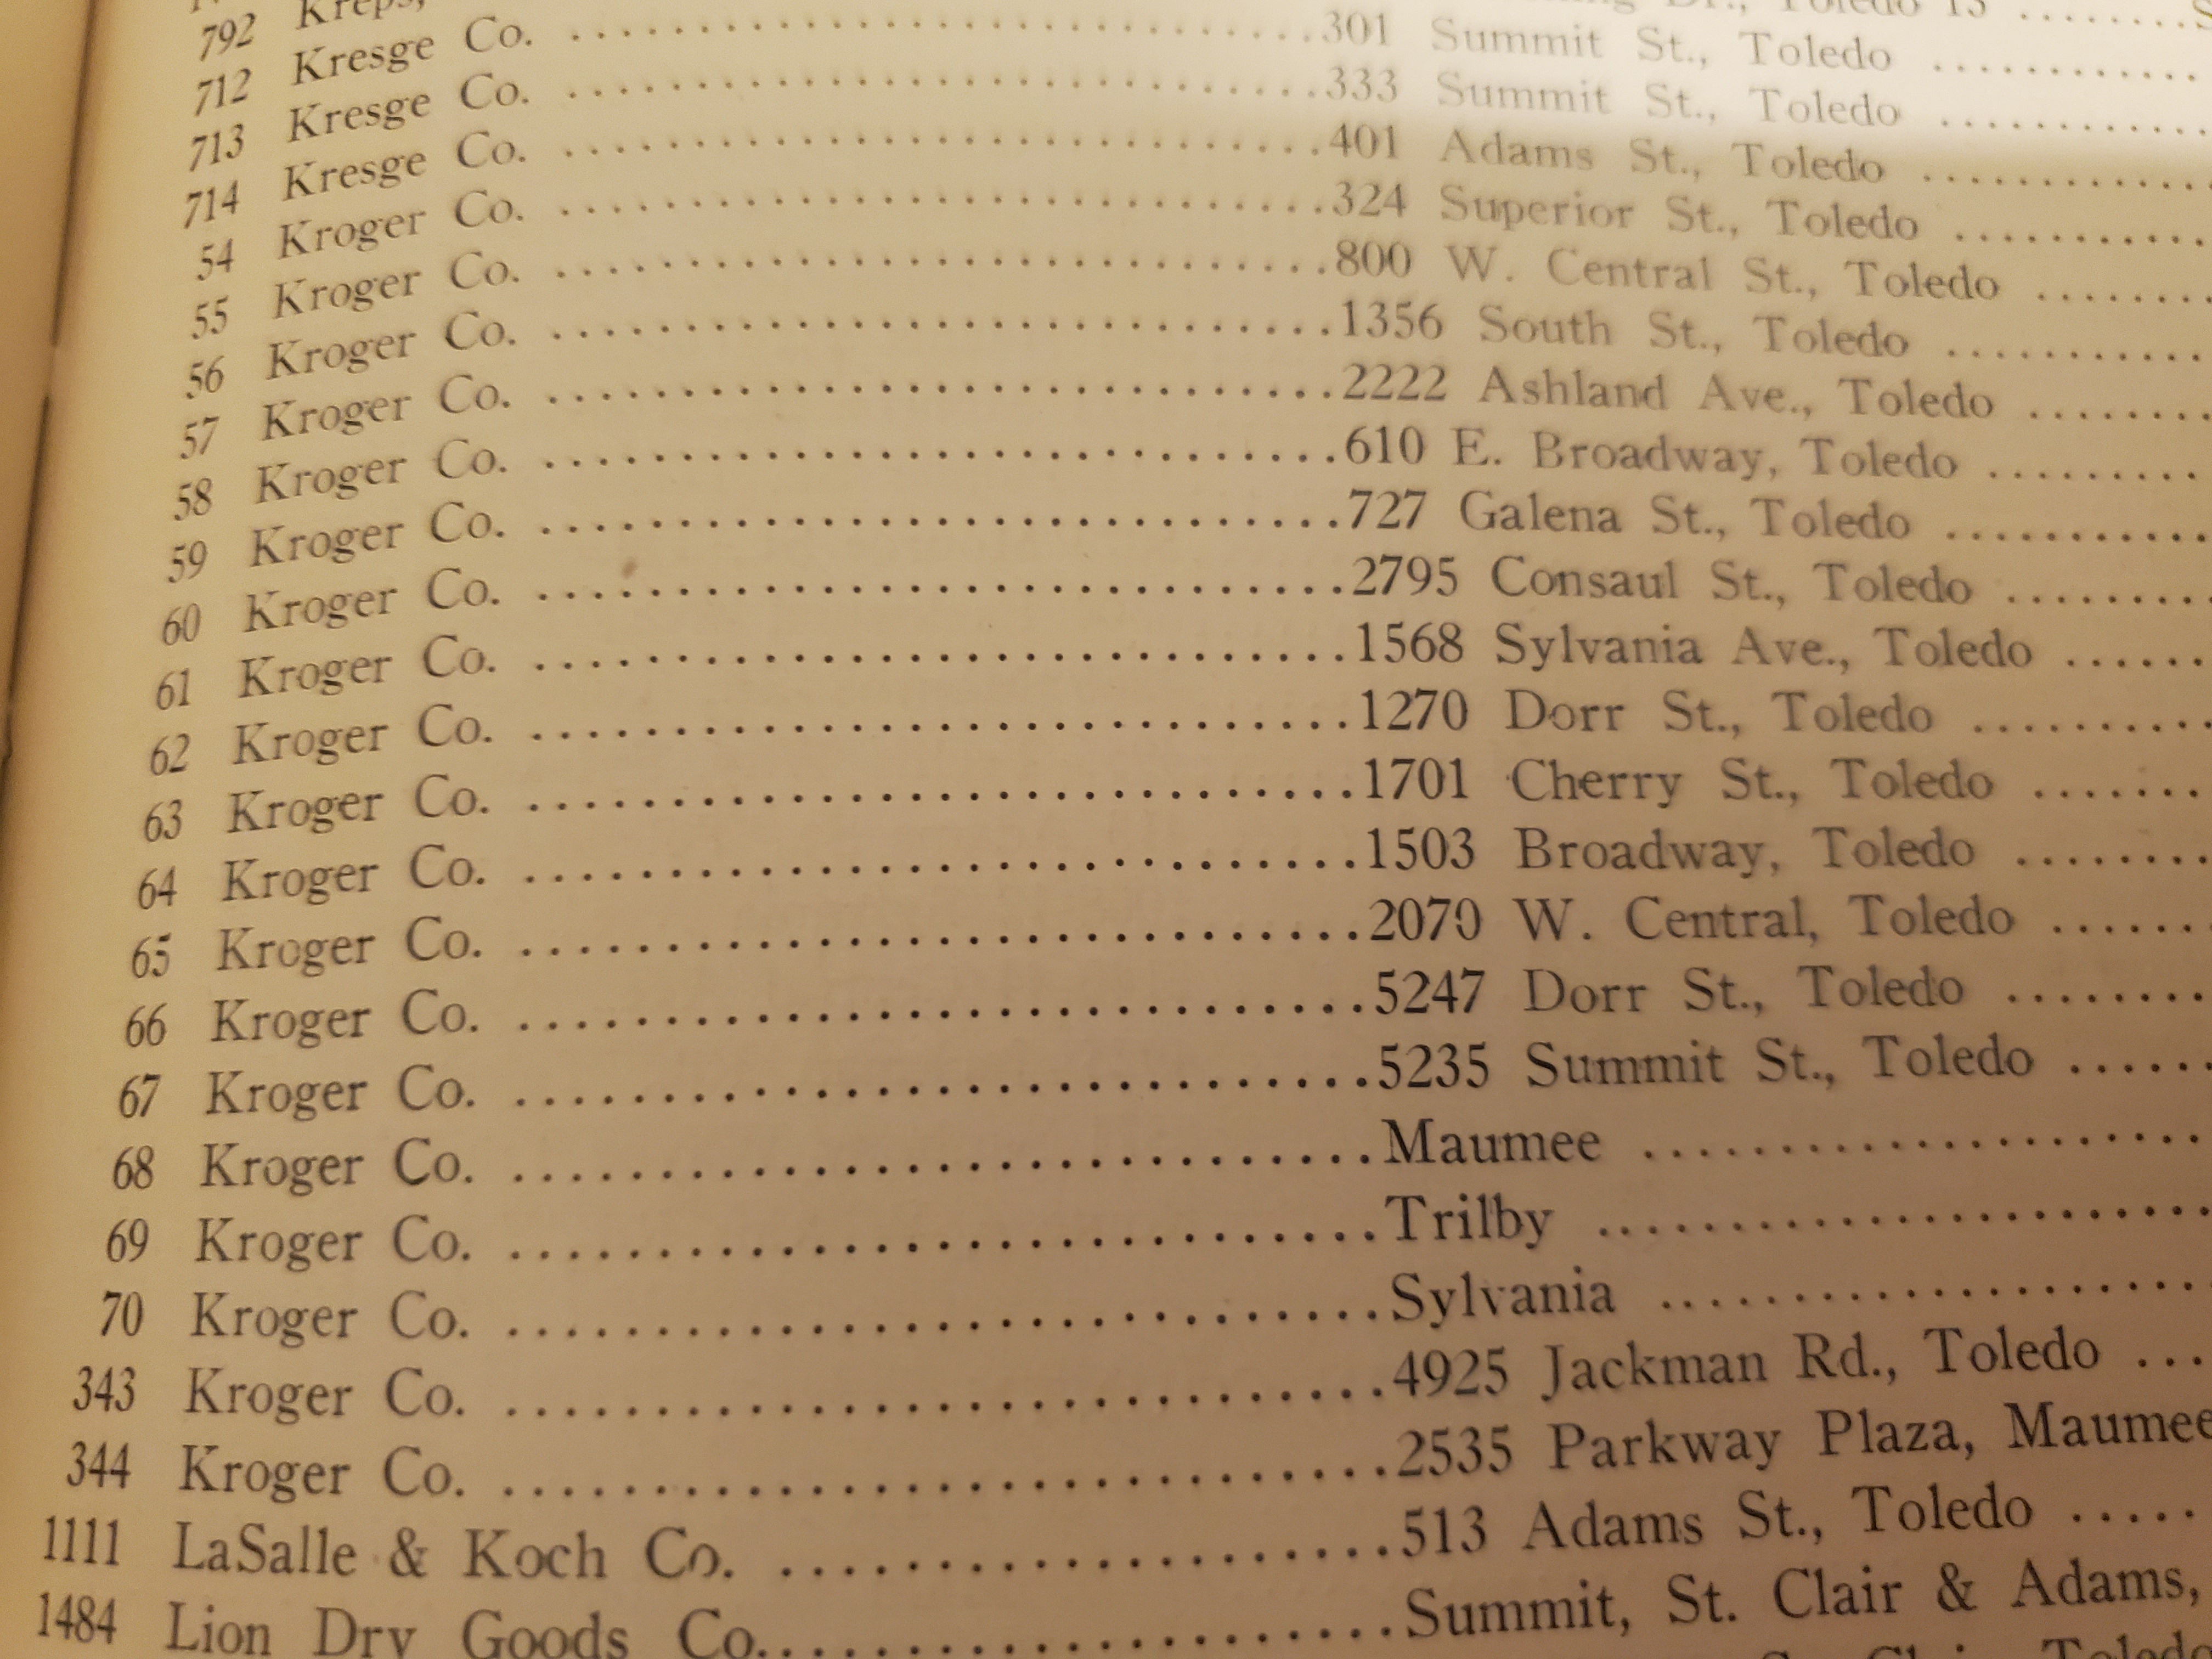 792 Kreps, Dr., Toledo 13 ........
712 Kresge Co. ........................301 Summit St., Toledo ............
713 Kresge Co. ........................333 Summit St., Toledo ............
714 Kresge Co. ........................401 Adams St., Toledo ............
54 Kroger Co. ........................324 Superior St., Toledo ............
55 Kroger Co. ........................800 W. Central St., Toledo ........
56 Kroger Co. ........................1356 South St., Toledo ............
57 Kroger Co. ........................2222 Ashland Ave., Toledo ........
58 Kroger Co. ........................610 E. Broadway, Toledo ..........
59 Kroger Co. ........................727 Galena St., Toledo ............
60 Kroger Co. ........................2795 Consaul St., Toledo ........
61 Kroger Co. ........................1568 Sylvania Ave., Toledo ......
62 Kroger Co. ........................1270 Dorr St., Toledo ..........
63 Kroger Co. ........................1701 Cherry St., Toledo .......
64 Kroger Co. ........................1503 Broadway, Toledo ........
65 Kroger Co. ........................2070 W. Central, Toledo ......
66 Kroger Co. ........................5247 Dorr St., Toledo ........
67 Kroger Co. ........................5235 Summit St., Toledo ......
68 Kroger Co. ........................Maumee ....................
69 Kroger Co. ........................Trilby ......................
70 Kroger Co. ........................Sylvania ....................
343 Kroger Co. ........................4925 Jackman Rd., Toledo ...
344 Kroger Co. ........................2535 Parkway Plaza, Maumee
1111 LaSalle & Koch Co. ..................513 Adams St., Toledo .....
1484 Lion Dry Goods Co...................Summit, St. Clair & Adams,
Toledo